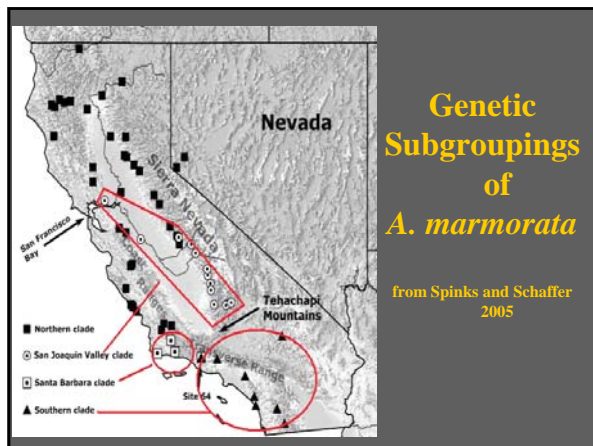 Nevada
Sierra Nevada
San Francisco
Bay
Coast
Ranges
Tehachapi
Mountains
Transverse Range
Site 64
Northern clade
San Joaquin Valley clade
Santa Barbara clade
Southern clade
Genetic
Subgroupings
of
A. marmorata
from Spinks and Schaffer
2005